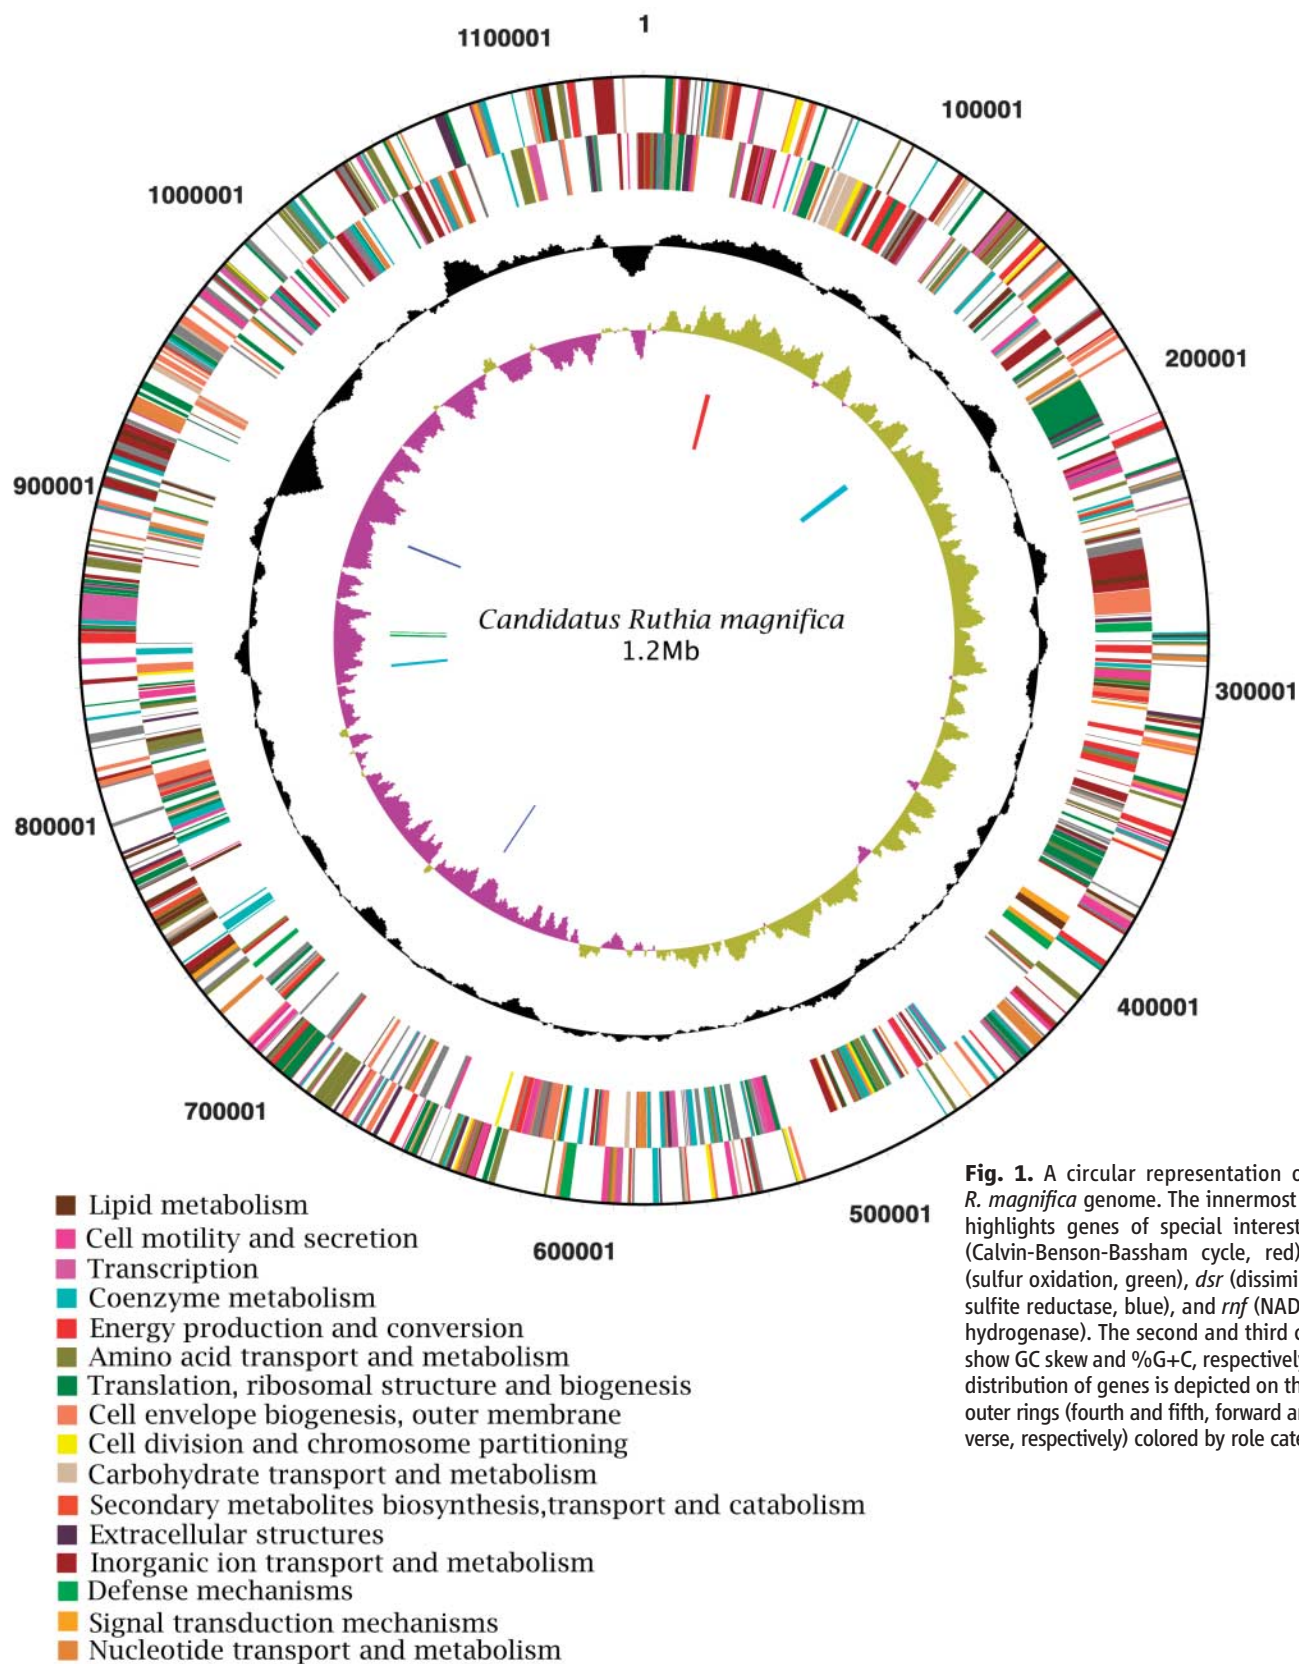 1
1100001
100001
1000001
200001
900001
Candidatus Ruthia magnifica
1.2Mb
300001
800001
400001
700001
500001
600001
Lipid metabolism
Cell motility and secretion
Transcription
Coenzyme metabolism
Energy production and conversion
Amino acid transport and metabolism
Translation, ribosomal structure and biogenesis
Cell envelope biogenesis, outer membrane
Cell division and chromosome partitioning
Carbohydrate transport and metabolism
Secondary metabolites biosynthesis,transport and catabolism
Extracellular structures
Inorganic ion transport and metabolism
Defense mechanisms
Signal transduction mechanisms
Nucleotide transport and metabolism
Fig. 1. A circular representation o
R. magnifica genome. The innermost
highlights genes of special interest
(Calvin-Benson-Bassham cycle, red)
(sulfur oxidation, green), dsr (dissimi
sulfite reductase, blue), and rnf (NAD
hydrogenase). The second and third c
show GC skew and %G+C, respectively
distribution of genes is depicted on th
outer rings (fourth and fifth, forward an
verse, respectively) colored by role cate